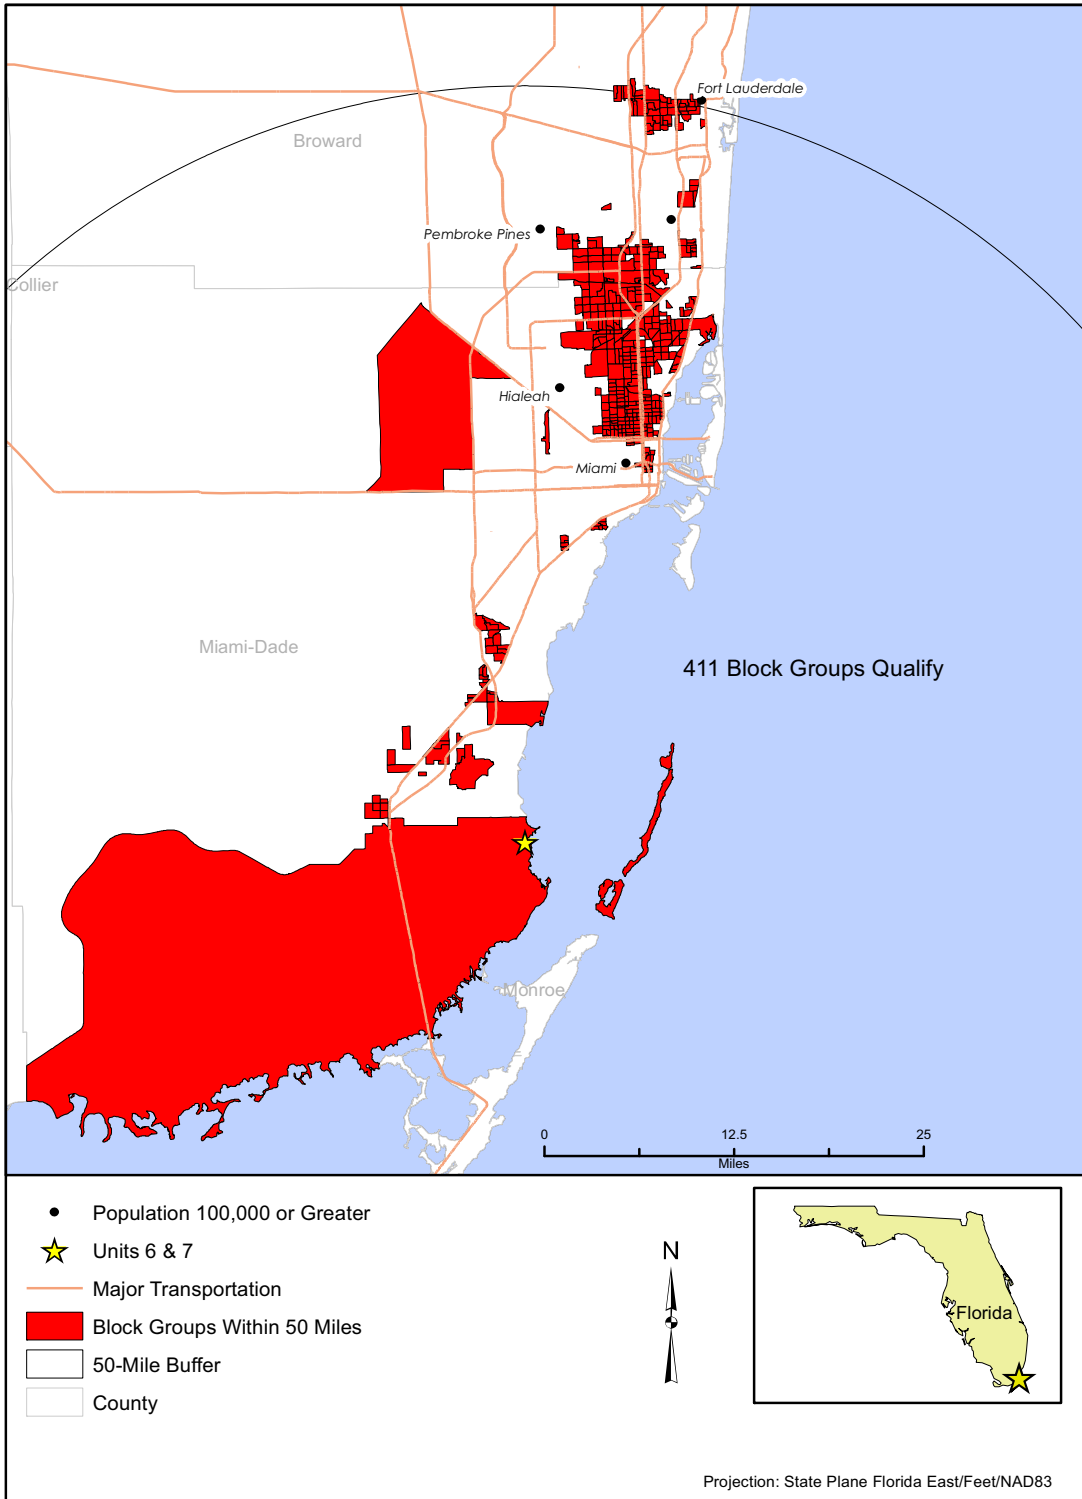 Fort Lauderdale
Broward
Pembroke Pines
Collier
Hialeah
Miami
Miami-Dade
411 Block Groups Qualify
Monroe
0 12.5 25
Miles
Population 100,000 or Greater
Units 6 & 7
Major Transportation
Block Groups Within 50 Miles
50-Mile Buffer
County
N
Florida
Projection: State Plane Florida East/Feet/NAD83